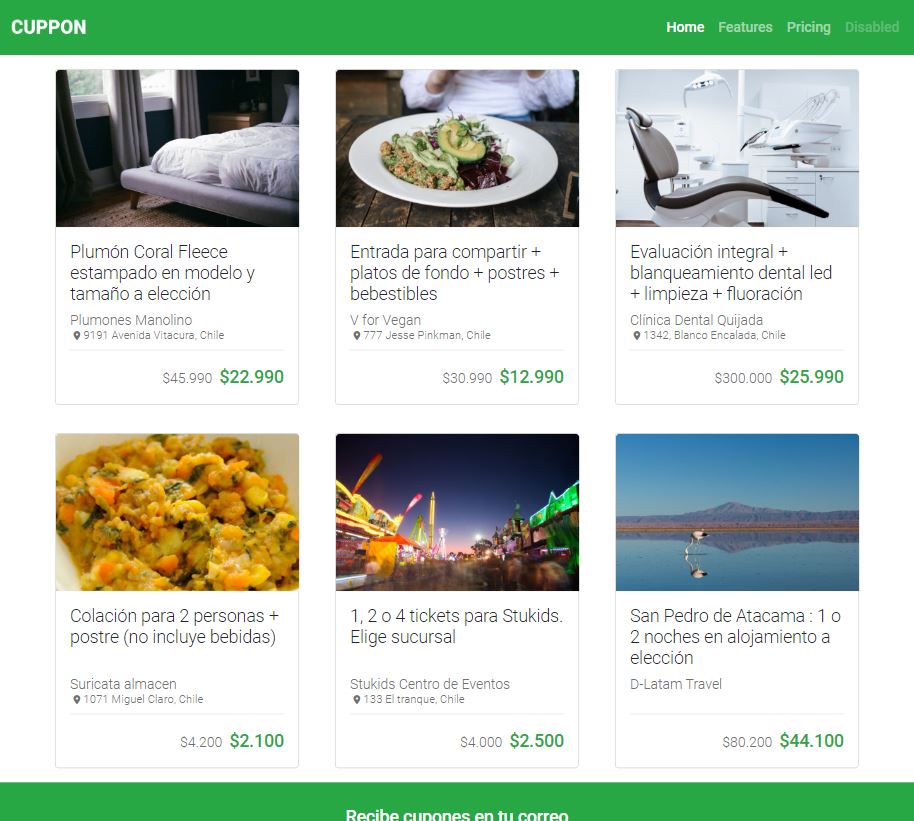 CUPPON
Home Features Pricing Disabled
Plumón Coral Fleece
estampado en modelo y
tamaño a elección
Plumones Manolino
9191 Avenida Vitacura, Chile
$45.990 $22.990
Entrada para compartir +
platos de fondo + postres +
bebestibles
V for Vegan
777 Jesse Pinkman, Chile
$30.990 $12.990
Evaluación integral +
blanqueamiento dental led
+ limpieza + fluoración
Clínica Dental Quijada
1342, Blanco Encalada, Chile
$300.000 $25.990
Colación para 2 personas +
postre (no incluye bebidas)
Suricata almacen
1071 Miguel Claro, Chile
$4.200 $2.100
1, 2 o 4 tickets para Stukids.
Elige sucursal
Stukids Centro de Eventos
133 El tranque, Chile
$4.000 $2.500
San Pedro de Atacama : 1 o
2 noches en alojamiento a
elección
D-Latam Travel
$80.200 $44.100
Recibe cupones en tu correo